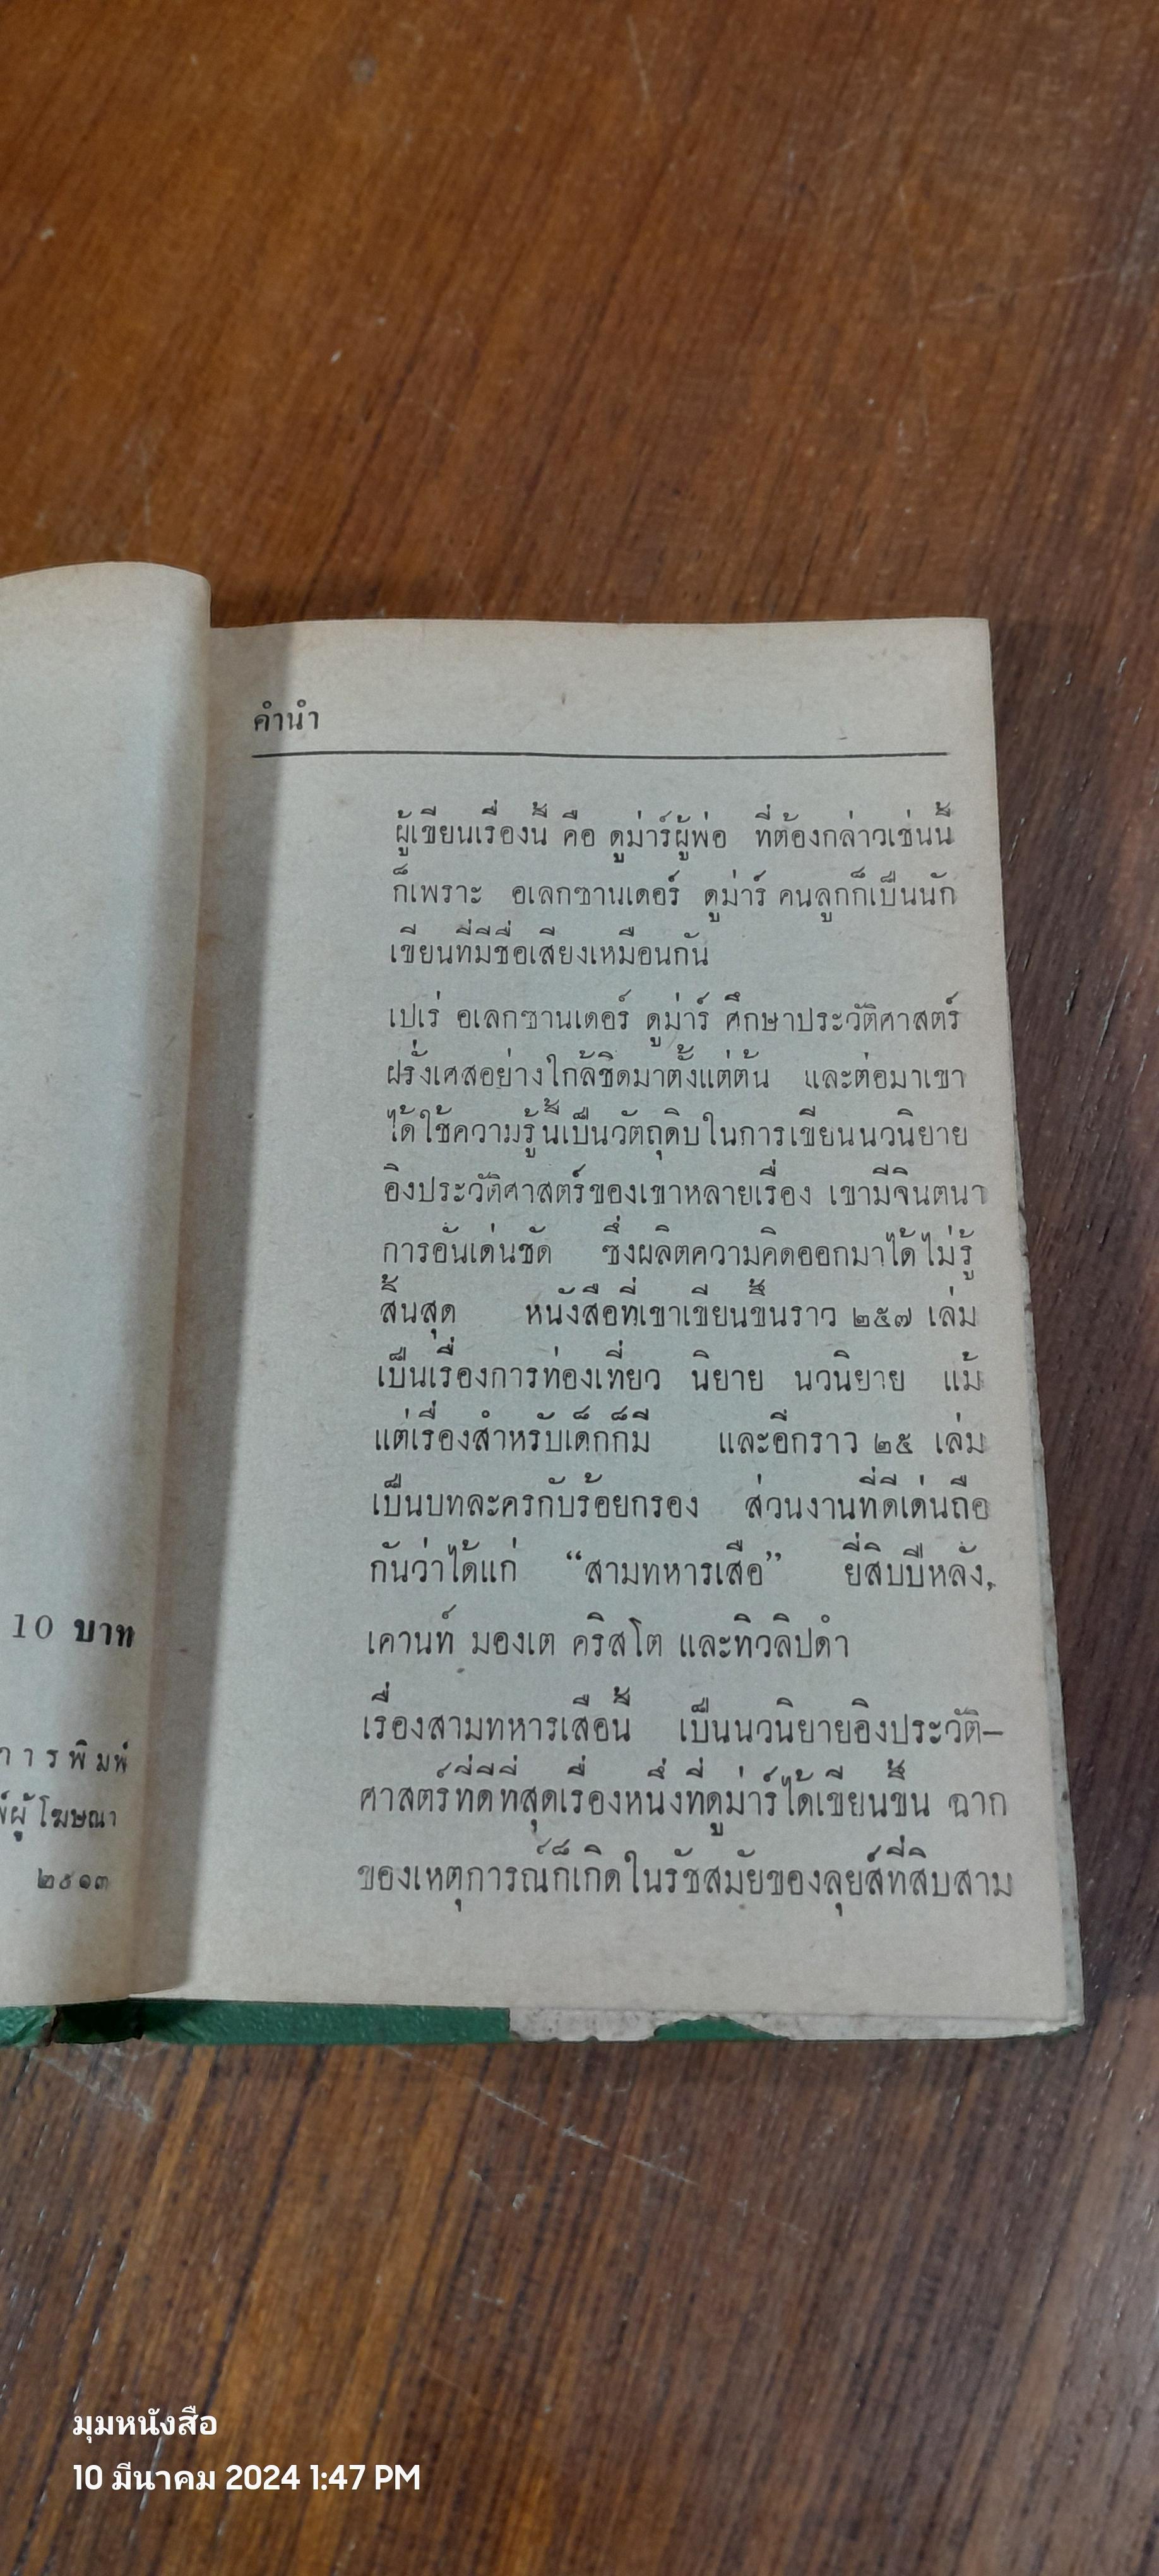 10 บาท
การพิมพ์
ผู้โฆษณา
๒๕๑๓
คำนำ
ผู้เขียนเรื่องนี้ คือ ดูม่าร์ผู้พ่อ ที่ต้องกล่าวเช่นนี้
ก็เพราะ อเลกซานเดอร์ ดูม่าร์ คนลูกก็เป็นนัก
เขียนที่มีชื่อเสียงเหมือนกัน
เปเร่ อเลกซานเดอร์ ดูม่าร์ ศึกษาประวัติศาสตร์
ฝรั่งเศสอย่างใกล้ชิดมาตั้งแต่ต้น และต่อมาเขา
ได้ใช้ความรู้นี้เป็นวัตถุดิบในการเขียนนวนิยาย
อิงประวัติศาสตร์ของเขาหลายเรื่อง เขามีจินตนา
การอันเด่นชัด ซึ่งผลิตความคิดออกมาได้ไม่รู้
สิ้นสุด หนังสือที่เขาเขียนขึ้นราว ๒๕๗ เล่ม
เป็นเรื่องการท่องเที่ยว นิยาย นวนิยาย แม้
แต่เรื่องสำหรับเด็กก็มี และอีกราว ๒๕ เล่ม
เป็นบทละครกับร้อยกรอง ส่วนงานที่ดีเด่นถือ
กันว่าได้แก่ “สามทหารเสือ” ยี่สิบปีหลัง,
เคานท์ มองเต คริสโต และทิวลิปดำ
เรื่องสามทหารเสือนี้ เป็นนวนิยายอิงประวัติ–
ศาสตร์ที่ดีที่สุดเรื่องหนึ่งที่ดูม่าร์ได้เขียนขึ้น ฉาก
ของเหตุการณ์ก็เกิดในรัชสมัยของลุยส์ที่สิบสาม
มุมหนังสือ
10 มีนาคม 2024 1:47 PM